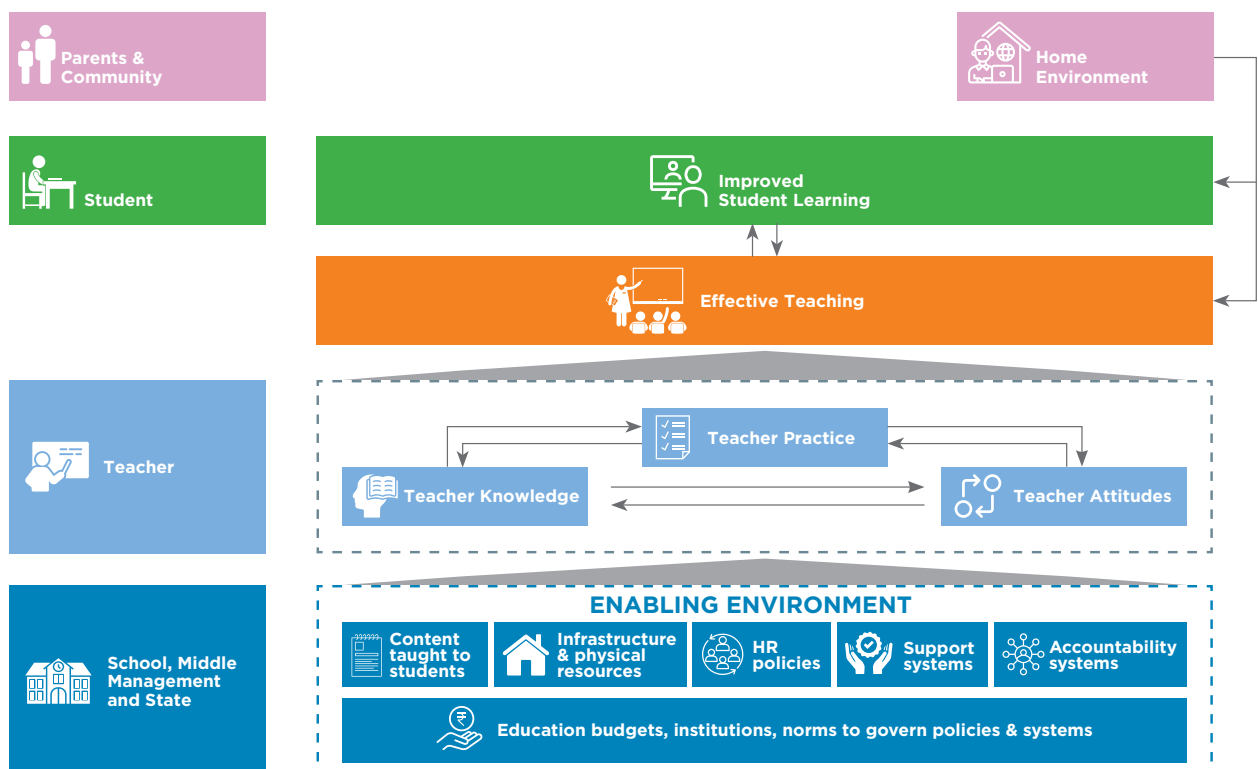 Parents &
Community
Home
Environment
Student
Improved
Student Learning
Effective Teaching
Teacher
Teacher Practice
Teacher Knowledge
Teacher Attitudes
School, Middle
Management
and State
ENABLING ENVIRONMENT
Content
taught to
students
Infrastructure
& physical
resources
HR
policies
Support
systems
Accountability
systems
₹
Education budgets, institutions, norms to govern policies & systems